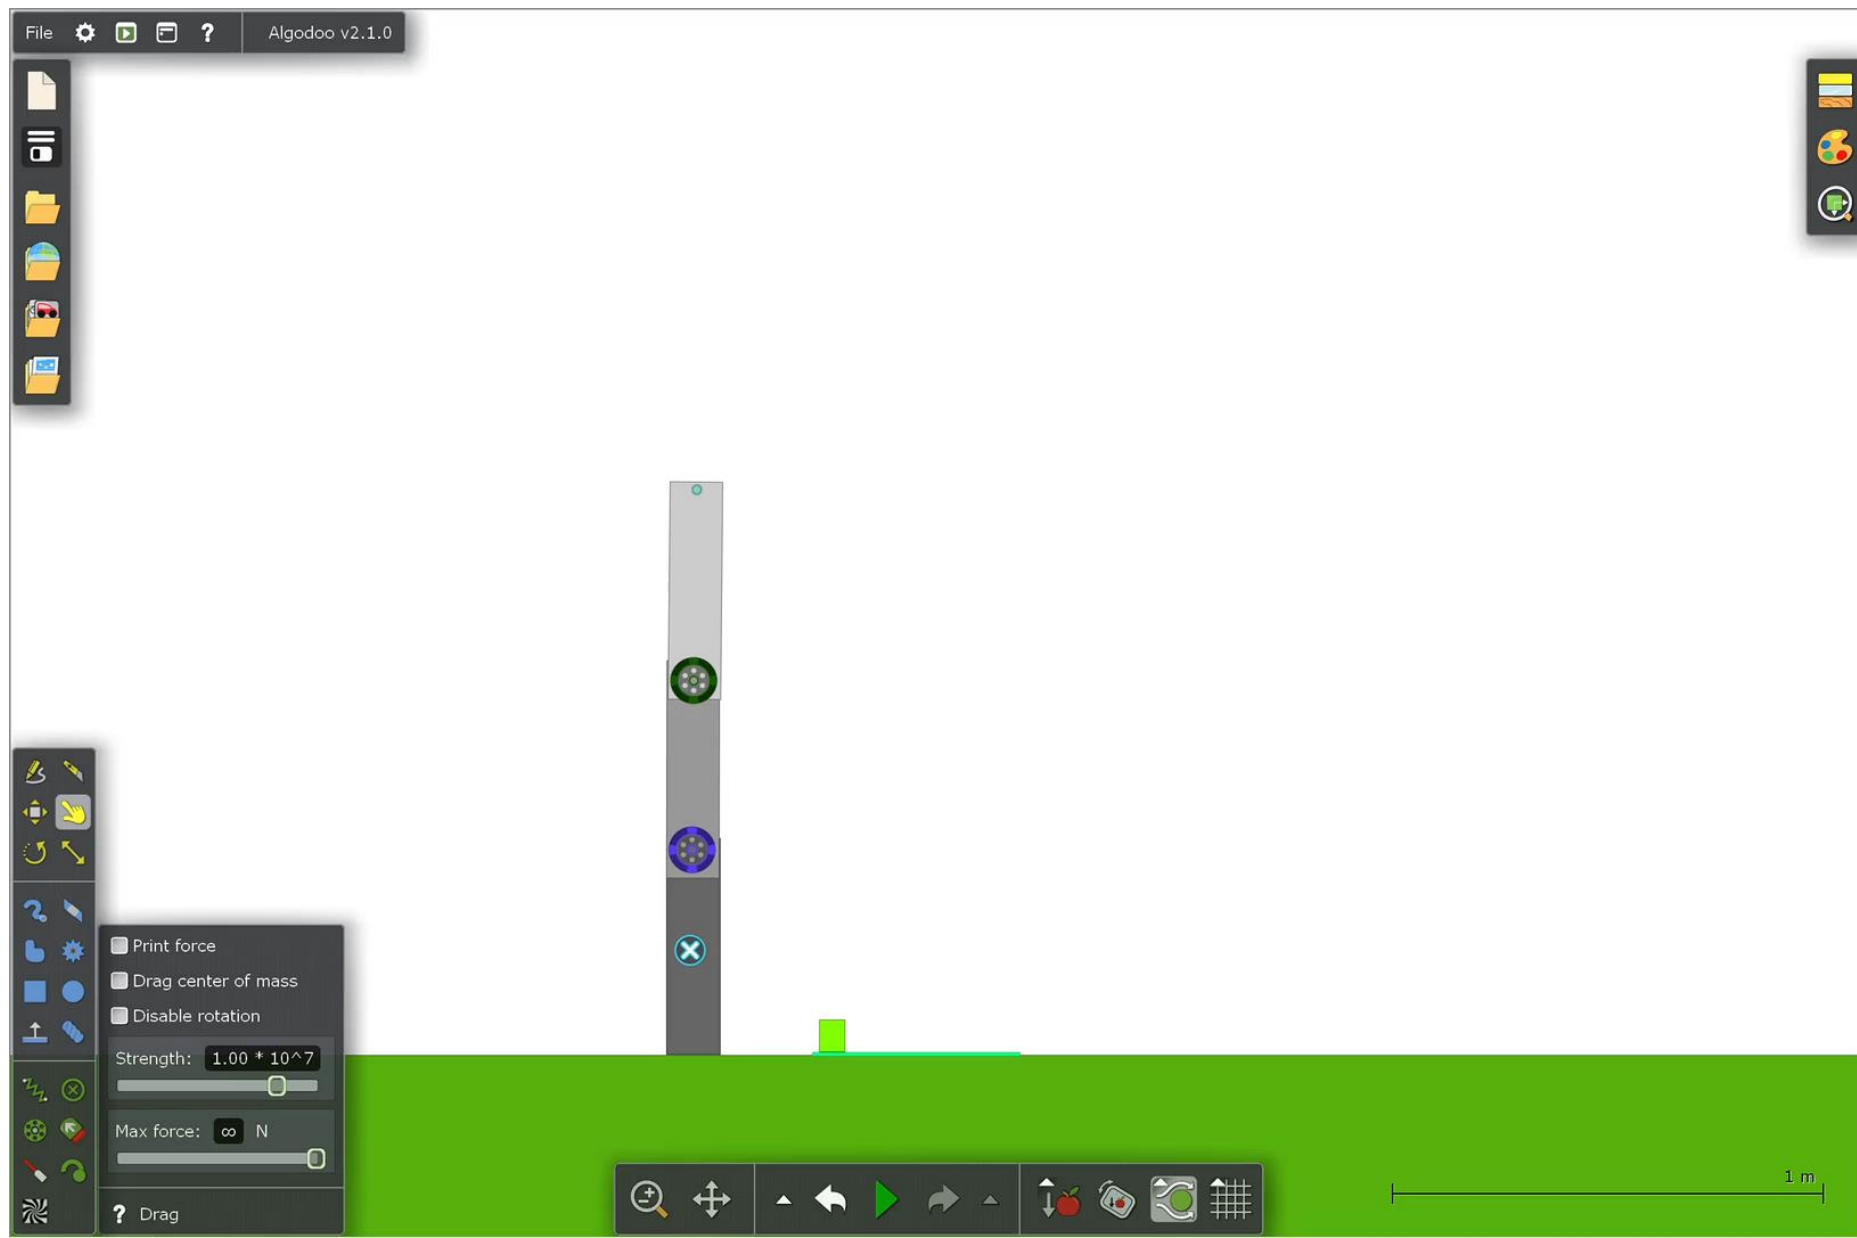 File ? Algodoo v2.1.0
Print force
Drag center of mass
Disable rotation
Strength: 1.00 * 10^7
Max force: ∞ N
? Drag
1 m